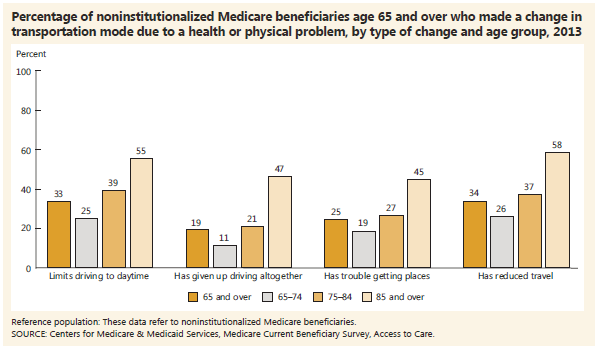 Percentage of noninstitutionalized Medicare beneficiaries age 65 and over who made a change in
transportation mode due to a health or physical problem, by type of change and age group, 2013
Percent
100
80
60
40
20
0
33
25
39
55
19
11
21
47
25
19
27
45
34
26
37
58
Limits driving to daytime
Has given up driving altogether
Has trouble getting places
Has reduced travel
65 and over
65–74
75–84
85 and over
Reference population: These data refer to noninstitutionalized Medicare beneficiaries.
SOURCE: Centers for Medicare & Medicaid Services, Medicare Current Beneficiary Survey, Access to Care.